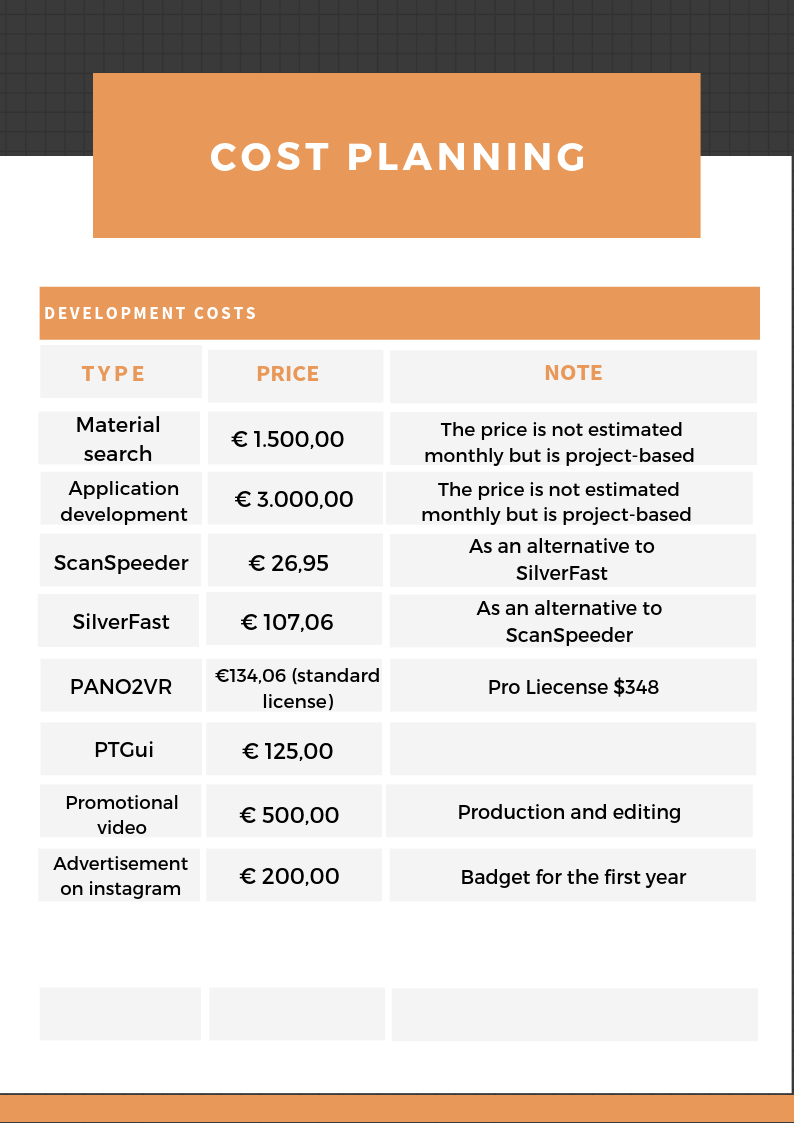 COST PLANNING
DEVELOPMENT COSTS
TYPE PRICE NOTE
Material
search
€ 1.500,00
The price is not estimated
monthly but is project-based
Application
development
€ 3.000,00
The price is not estimated
monthly but is project-based
ScanSpeeder
€ 26,95
As an alternative to
SilverFast
SilverFast
€ 107,06
As an alternative to
ScanSpeeder
PANO2VR
€134,06 (standard
license)
Pro Liecense $348
PTGui
€ 125,00
Promotional
video
€ 500,00
Production and editing
Advertisement
on instagram
€ 200,00
Badget for the first year